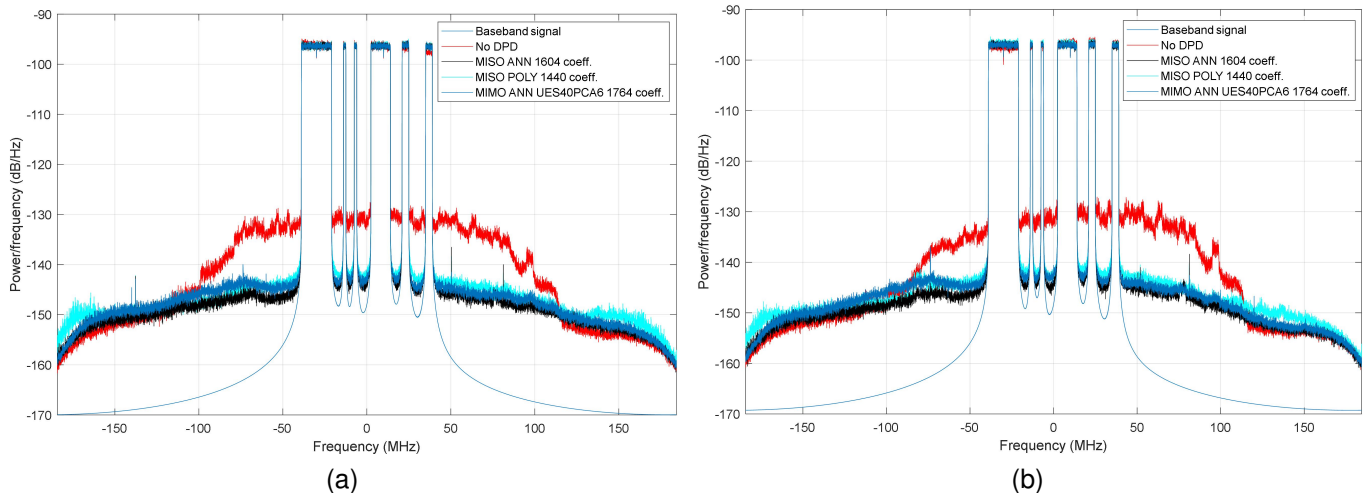 -90
-100
-110
-120
-130
-140
-150
-160
-170
Power/frequency (dB/Hz)
-150
-100
-50
0
50
100
150
Frequency (MHz)
Baseband signal
No DPD
MISO ANN 1604 coeff.
MISO POLY 1440 coeff.
MIMO ANN UES40PCA6 1764 coeff.
(a)
-90
-100
-110
-120
-130
-140
-150
-160
-170
Power/frequency (dB/Hz)
-150
-100
-50
0
50
100
150
Frequency (MHz)
Baseband signal
No DPD
MISO ANN 1604 coeff.
MISO POLY 1440 coeff.
MIMO ANN UES40PCA6 1764 coeff.
(b)